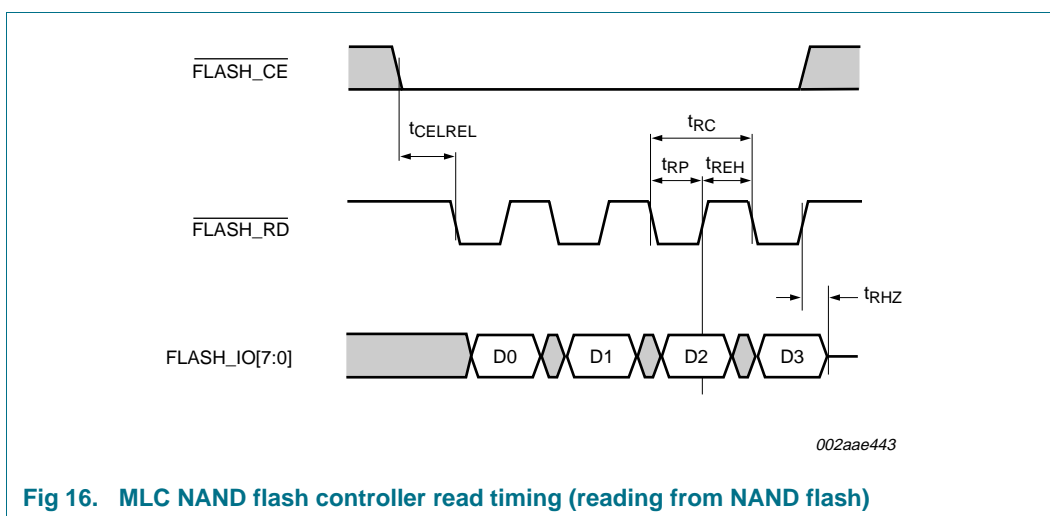 FLASH_CE
tCELREL
tRC
tRP
tREH
FLASH_RD
tRHZ
FLASH_IO[7:0]
D0
D1
D2
D3
002aae443
Fig 16. MLC NAND flash controller read timing (reading from NAND flash)